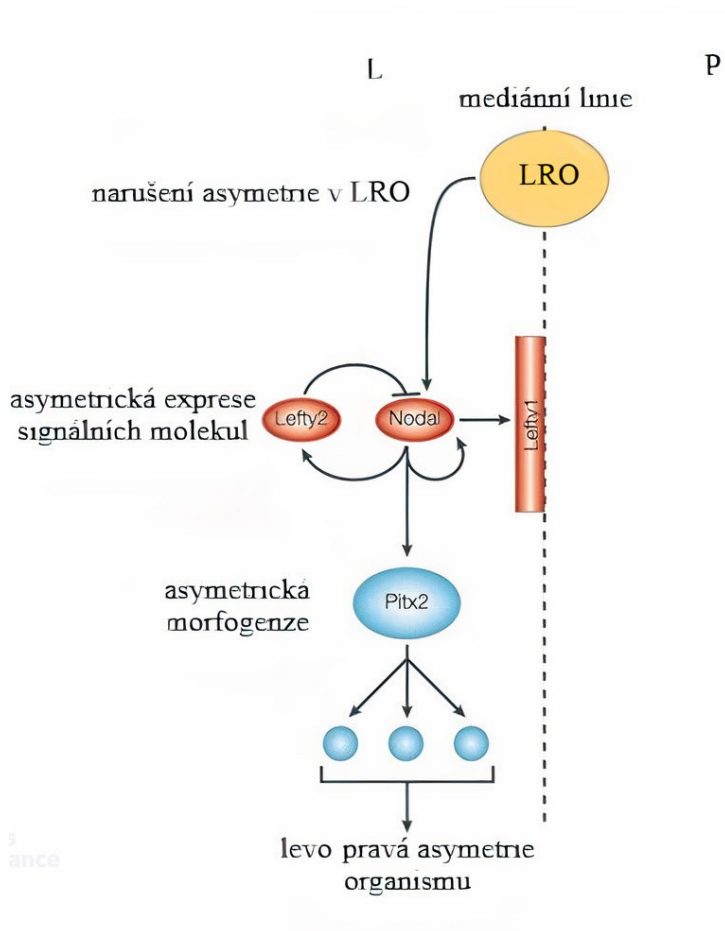 L
P
mediánní linie
LRO
narušení asymetrie v LRO
asymetrická exprese
signálních molekul
Lefty2
Nodal
Lefty1
asymetrická
morfogenze
Pitx2
levo pravá asymetrie
organismu
s
ance